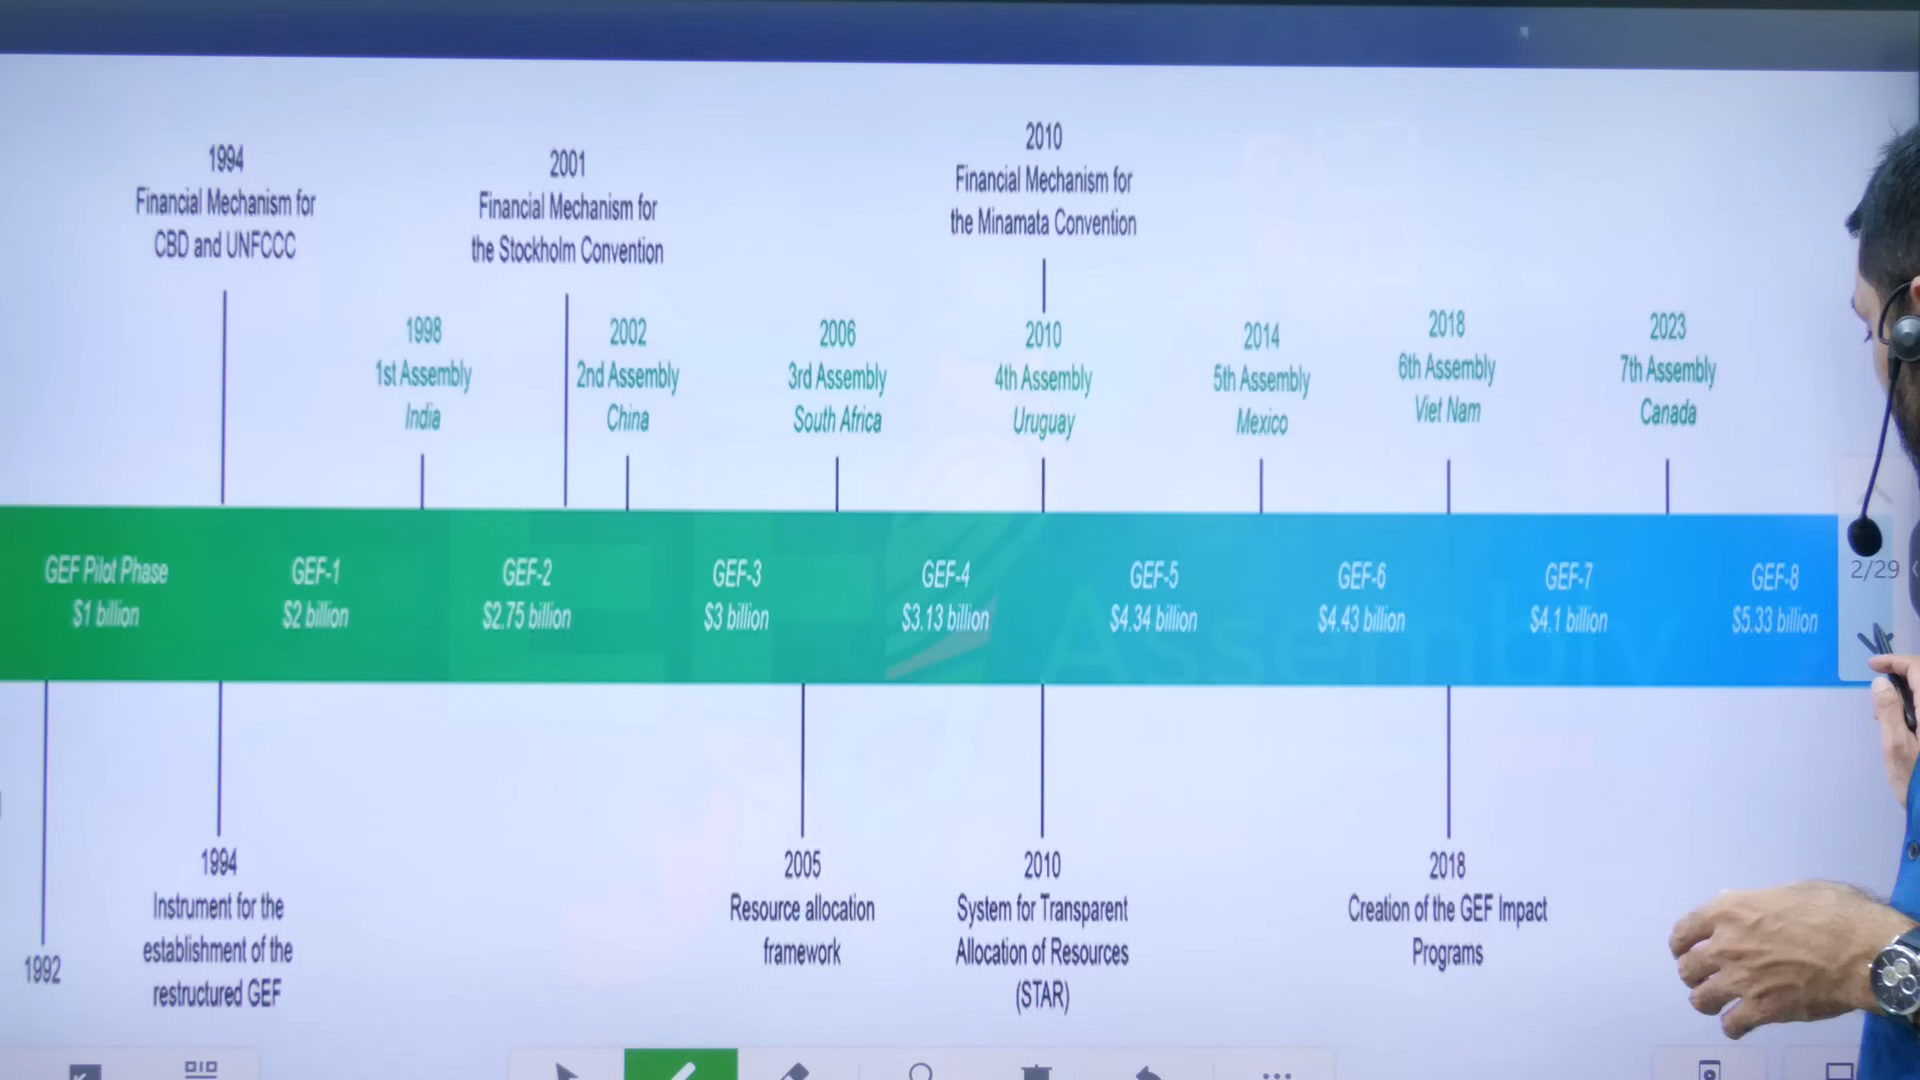 1994
Financial Mechanism for
CBD and UNFCCC
2001
Financial Mechanism for
the Stockholm Convention
2010
Financial Mechanism for
the Minamata Convention
1998
1st Assembly
India
2002
2nd Assembly
China
2006
3rd Assembly
South Africa
2010
4th Assembly
Uruguay
2014
5th Assembly
Mexico
2018
6th Assembly
Viet Nam
2023
7th Assembly
Canada
GEF Pilot Phase
$1 billion
GEF-1
$2 billion
GEF-2
$2.75 billion
GEF-3
$3 billion
GEF-4
$3.13 billion
GEF-5
$4.34 billion
GEF-6
$4.43 billion
GEF-7
$4.1 billion
GEF-8
$5.33 billion
2/29
Assembly
1992
1994
Instrument for the
establishment of the
restructured GEF
2005
Resource allocation
framework
2010
System for Transparent
Allocation of Resources
(STAR)
2018
Creation of the GEF Impact
Programs